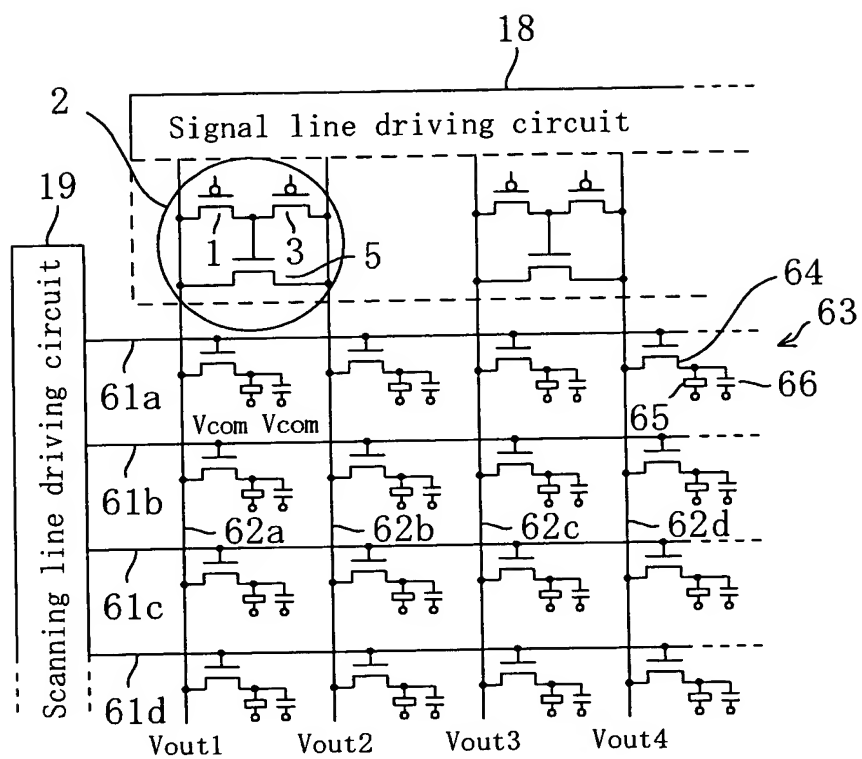 18
2
Signal line driving circuit
19
1
3
5
Scanning line driving circuit
64
63
61a
65
66
Vcom Vcom
61b
62a
62b
62c
62d
61c
61d
Vout1
Vout2
Vout3
Vout4